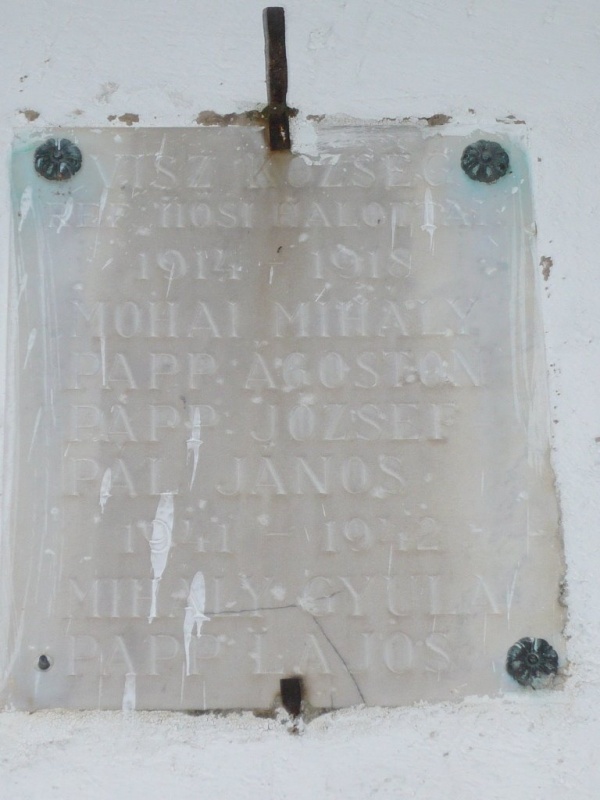 VISZ KÖZSÉG
REF. HŐSI HALOTTAI
1914 - 1918
MOHAI MIHÁLY
PAPP ÁGOSTON
PAPP JÓZSEF
PÁL JÁNOS
1941 - 1942
MIHÁLY GYULA
PAPP LAJOS